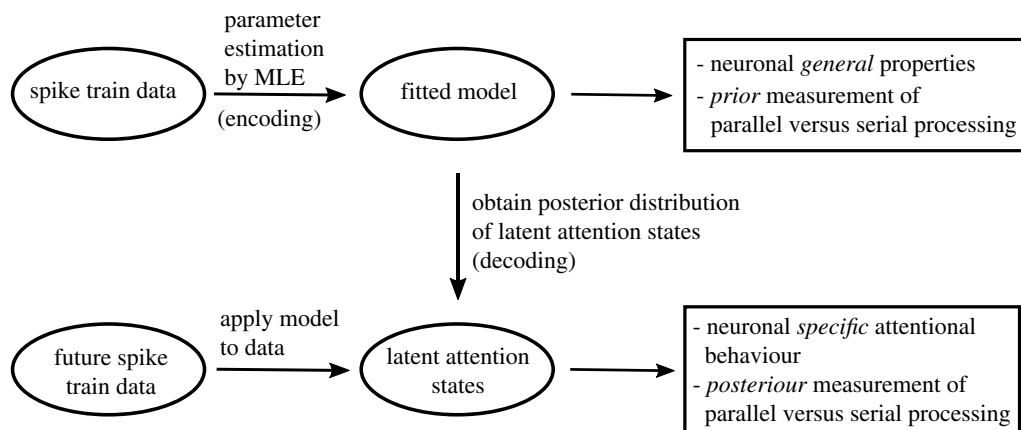 parameter
estimation
by MLE
(encoding)
spike train data
fitted model
- neuronal general properties
- prior measurement of
parallel versus serial processing
obtain posterior distribution
of latent attention states
(decoding)
apply model
to data
future spike
train data
latent attention
states
- neuronal specific attentional
behaviour
- posteriour measurement of
parallel versus serial processing